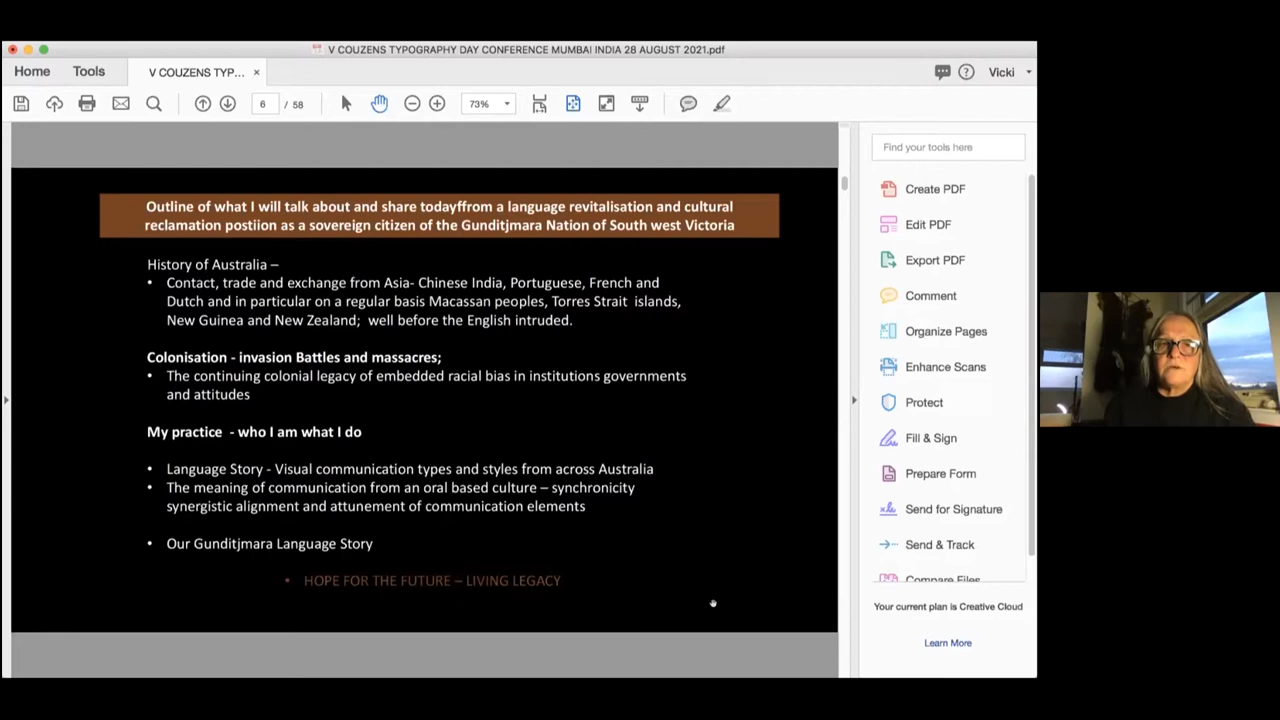 V COUZENS TYPOGRAPHY DAY CONFERENCE MUMBAI INDIA 28 AUGUST 2021.pdf
Home Tools V COUZENS TYP... × Vicki
6 / 58 73%
Outline of what I will talk about and share todayffrom a language revitalisation and cultural
reclamation postiion as a sovereign citizen of the Gunditjmara Nation of South west Victoria
History of Australia –
• Contact, trade and exchange from Asia- Chinese India, Portuguese, French and
Dutch and in particular on a regular basis Macassan peoples, Torres Strait islands,
New Guinea and New Zealand; well before the English intruded.
Colonisation - invasion Battles and massacres;
• The continuing colonial legacy of embedded racial bias in institutions governments
and attitudes
My practice - who I am what I do
• Language Story - Visual communication types and styles from across Australia
• The meaning of communication from an oral based culture – synchronicity
synergistic alignment and attunement of communication elements
• Our Gunditjmara Language Story
• HOPE FOR THE FUTURE – LIVING LEGACY
Find your tools here
Create PDF
Edit PDF
Export PDF
Comment
Organize Pages
Enhance Scans
Protect
Fill & Sign
Prepare Form
Send for Signature
Send & Track
Compare Files
Your current plan is Creative Cloud
Learn More